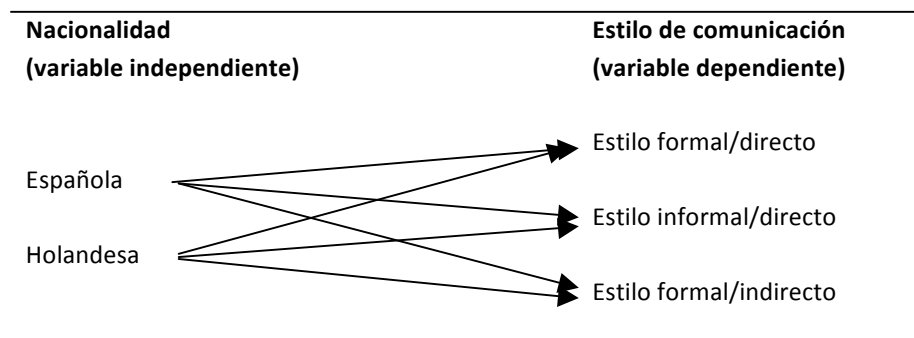 Nacionalidad
(variable independiente)
Estilo de comunicación
(variable dependiente)
Española
Holandesa
Estilo formal/directo
Estilo informal/directo
Estilo formal/indirecto